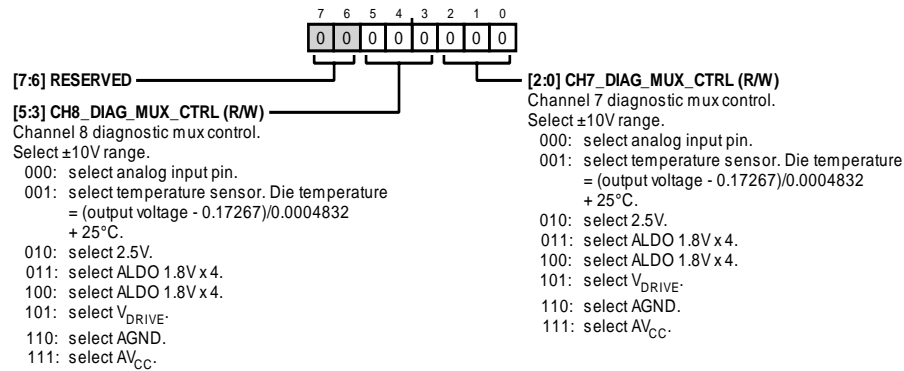 7 6 5 4 3 2 1 0
0 0 0 0 0 0 0 0
[7:6] RESERVED
[5:3] CH8_DIAG_MUX_CTRL (R/W)
Channel 8 diagnostic mux control.
Select ±10V range.
000: select analog input pin.
001: select temperature sensor. Die temperature
= (output voltage - 0.17267)/0.0004832
+ 25°C.
010: select 2.5V.
011: select ALDO 1.8V x 4.
100: select ALDO 1.8V x 4.
101: select VDRIVE.
110: select AGND.
111: select AVCC.
[2:0] CH7_DIAG_MUX_CTRL (R/W)
Channel 7 diagnostic mux control.
Select ±10V range.
000: select analog input pin.
001: select temperature sensor. Die temperature
= (output voltage - 0.17267)/0.0004832
+ 25°C.
010: select 2.5V.
011: select ALDO 1.8V x 4.
100: select ALDO 1.8V x 4.
101: select VDRIVE.
110: select AGND.
111: select AVCC.